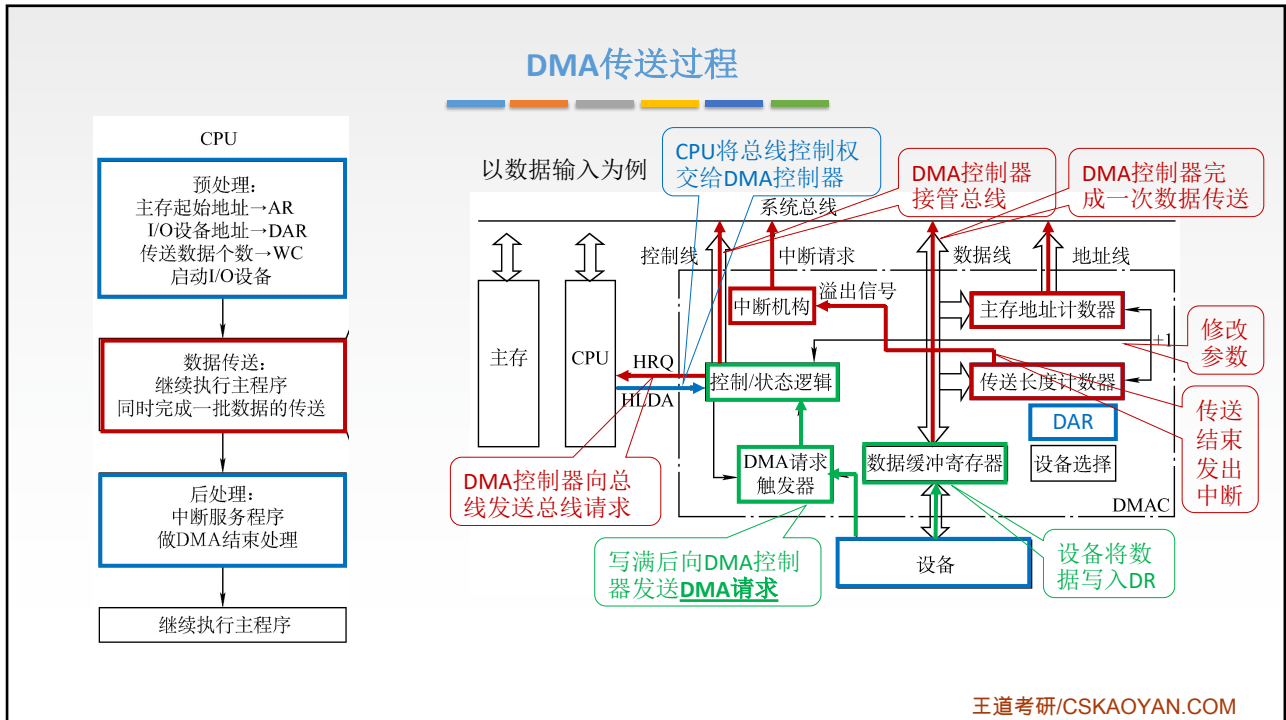 DMA传送过程
CPU
预处理：
主存起始地址→AR
I/O设备地址→DAR
传送数据个数→WC
启动I/O设备
数据传送：
继续执行主程序
同时完成一批数据的传送
后处理：
中断服务程序
做DMA结束处理
继续执行主程序
以数据输入为例
CPU将总线控制权
交给DMA控制器
DMA控制器
接管总线
DMA控制器完
成一次数据传送
系统总线
控制线
中断请求
数据线
地址线
主存
CPU
中断机构
溢出信号
主存地址计数器
+1
修改
参数
HRQ
HLDA
控制/状态逻辑
传送长度计数器
DAR
设备选择
传送
结束
发出
中断
DMA请求
触发器
数据缓冲寄存器
DMAC
DMA控制器向总
线发送总线请求
写满后向DMA控制
器发送DMA请求
设备
设备将数
据写入DR
王道考研/CSKAOYAN.COM